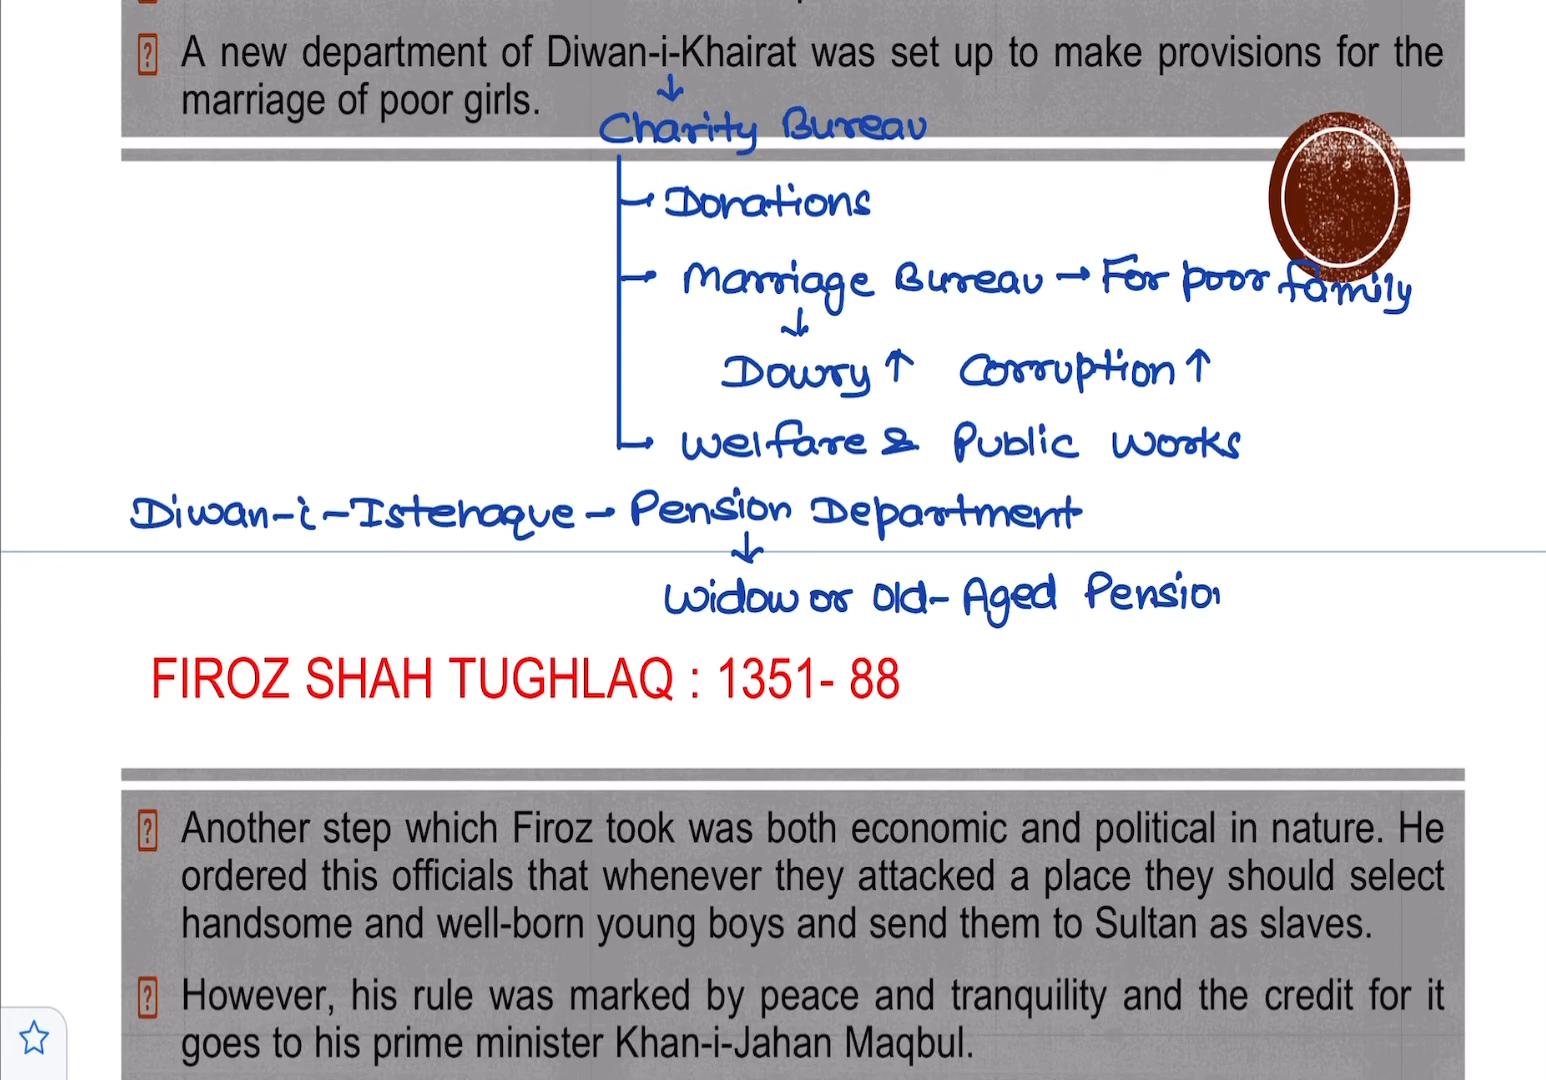 A new department of Diwan-i-Khairat was set up to make provisions for the
marriage of poor girls.
↓
Charity Bureau
Donations
Marriage Bureau → For poor family
↓
Dowry ↑ Corruption ↑
Welfare & Public Works
Diwan-i-Istehaque - Pension Department
↓
Widow or Old-Aged Pension
FIROZ SHAH TUGHLAQ : 1351- 88
Another step which Firoz took was both economic and political in nature. He
ordered this officials that whenever they attacked a place they should select
handsome and well-born young boys and send them to Sultan as slaves.
However, his rule was marked by peace and tranquility and the credit for it
goes to his prime minister Khan-i-Jahan Maqbul.